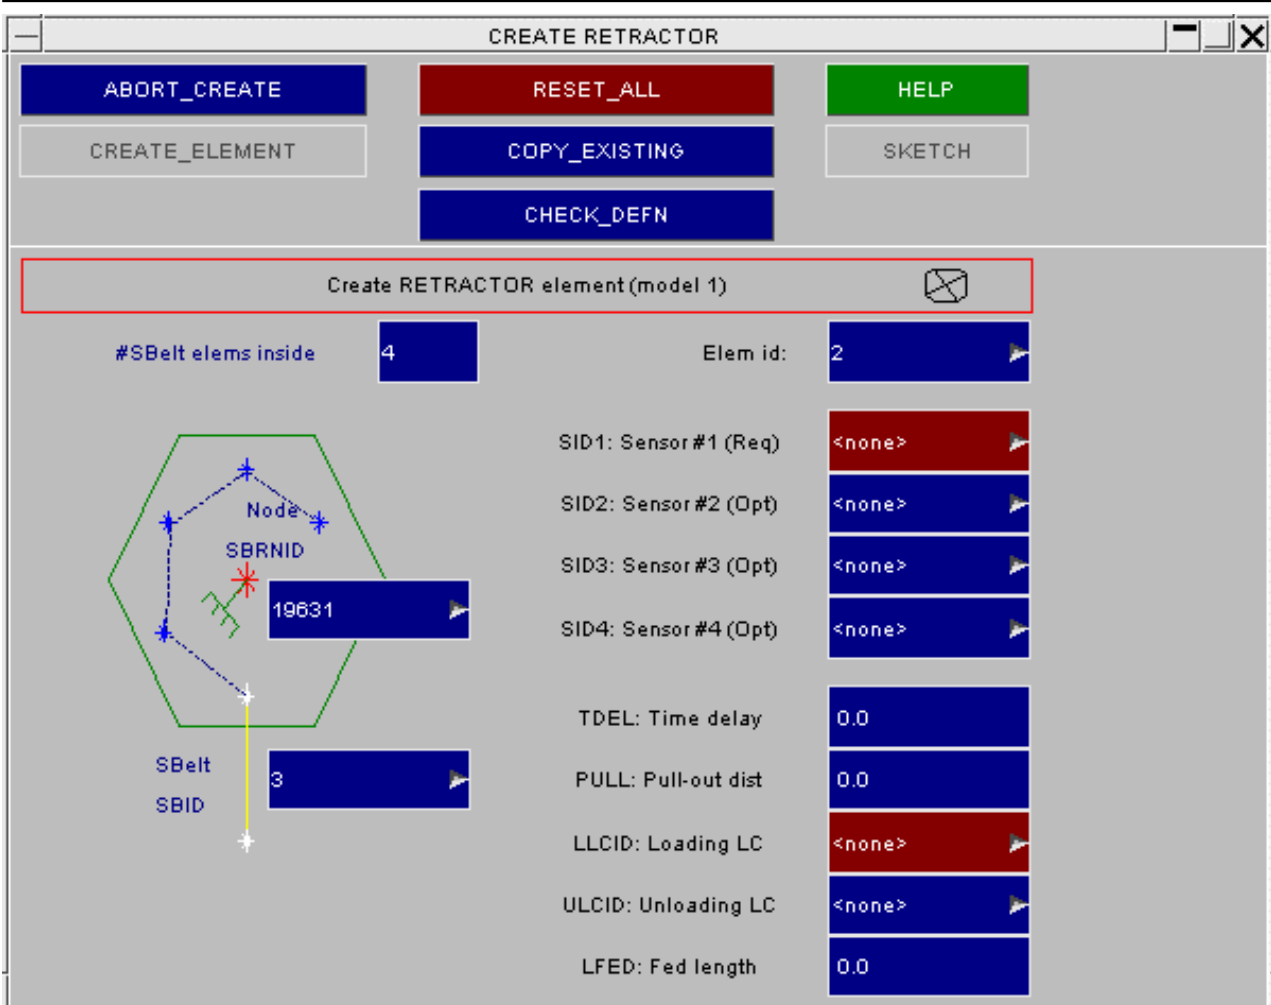 CREATE RETRACTOR
ABORT_CREATE RESET_ALL HELP
CREATE_ELEMENT COPY_EXISTING SKETCH
CHECK_DEFN
Create RETRACTOR element (model 1)
#SBelt elems inside 4 Elem id: 2
SID1: Sensor #1 (Req) <none>
SID2: Sensor #2 (Opt) <none>
Node
SBRNID
SID3: Sensor #3 (Opt) <none>
19631
SID4: Sensor #4 (Opt) <none>
TDEL: Time delay 0.0
SBelt
SBID
3
PULL: Pull-out dist 0.0
LLCID: Loading LC <none>
ULCID: Unloading LC <none>
LFED: Fed length 0.0